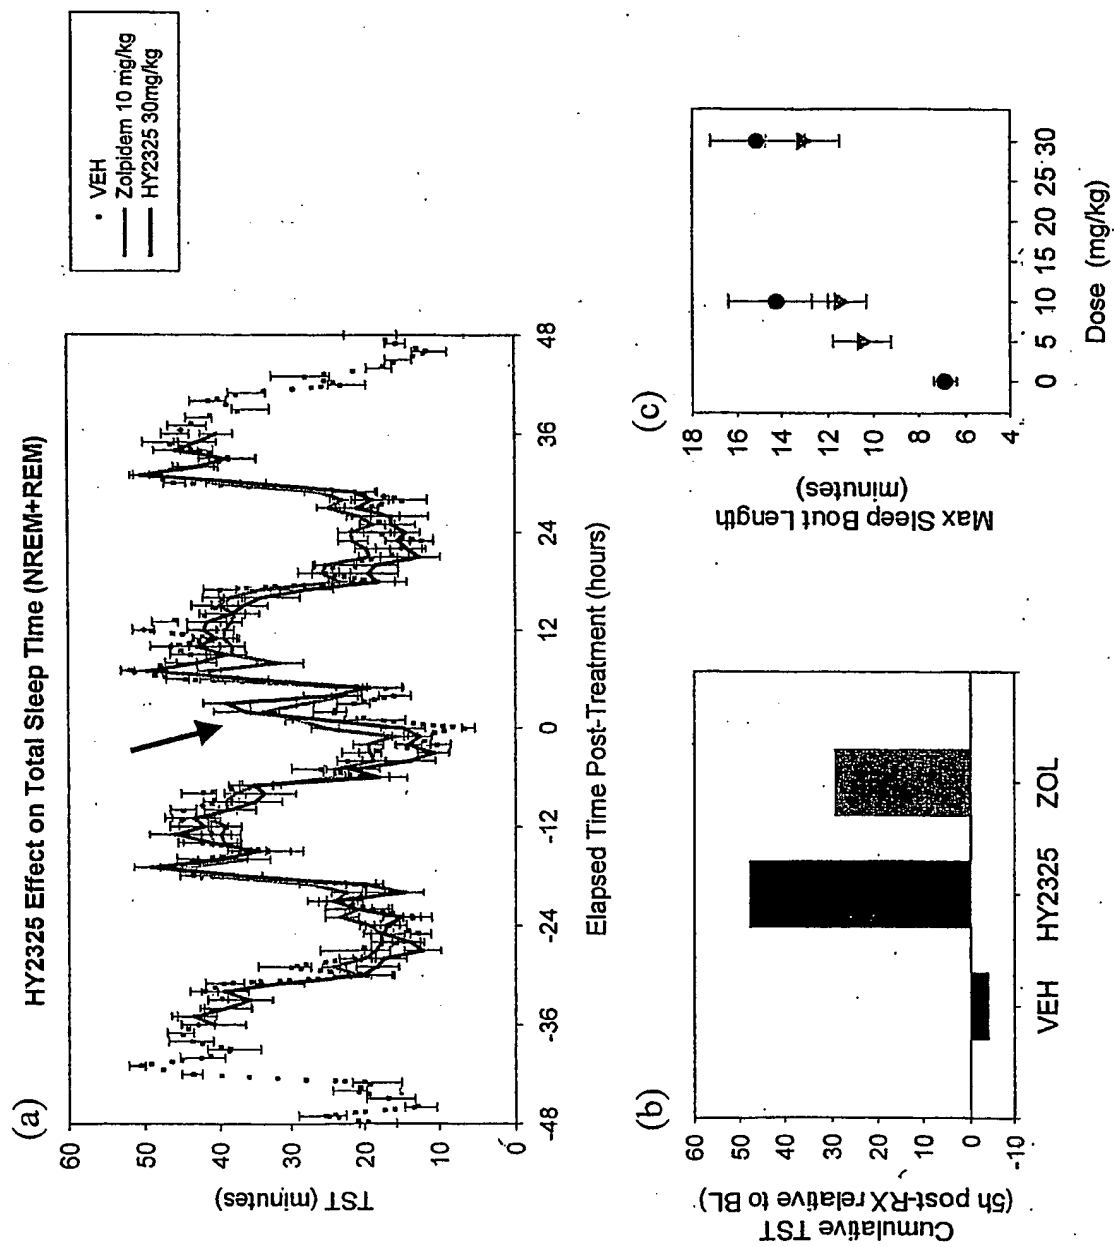 (a)
HY2325 Effect on Total Sleep Time (NREM+REM)
VEH
Zolpidem 10 mg/kg
HY2325 30mg/kg
TST (minutes)
60
50
40
30
20
10
0
-48
-36
-24
-12
0
12
24
36
48
Elapsed Time Post-Treatment (hours)
(b)
Cumulative TST
(5h post-RX relative to BL)
60
50
40
30
20
10
0
-10
VEH
HY2325
ZOL
(c)
Max Sleep Bout Length
(minutes)
18
16
14
12
10
8
6
4
0
5
10
15
20
25
30
Dose (mg/kg)